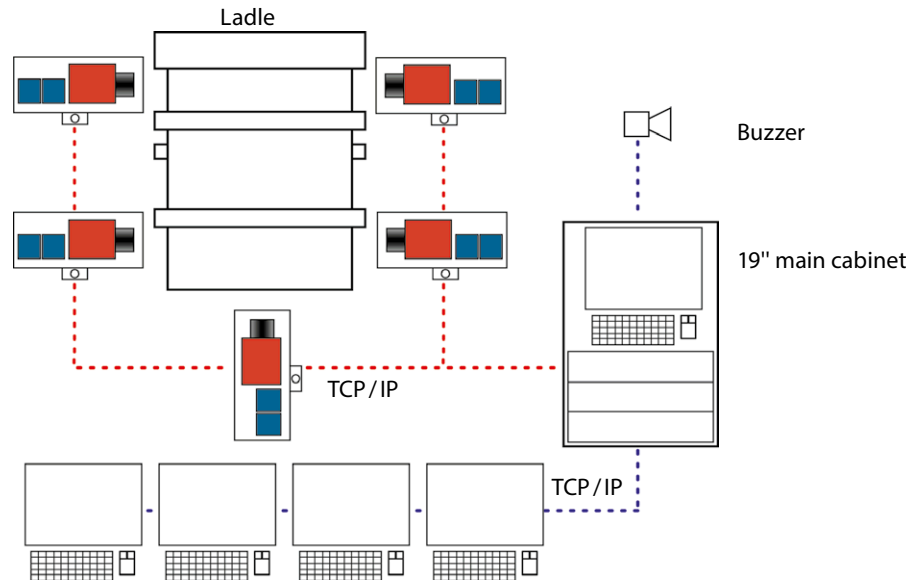 Ladle
Buzzer
19" main cabinet
TCP / IP
TCP / IP